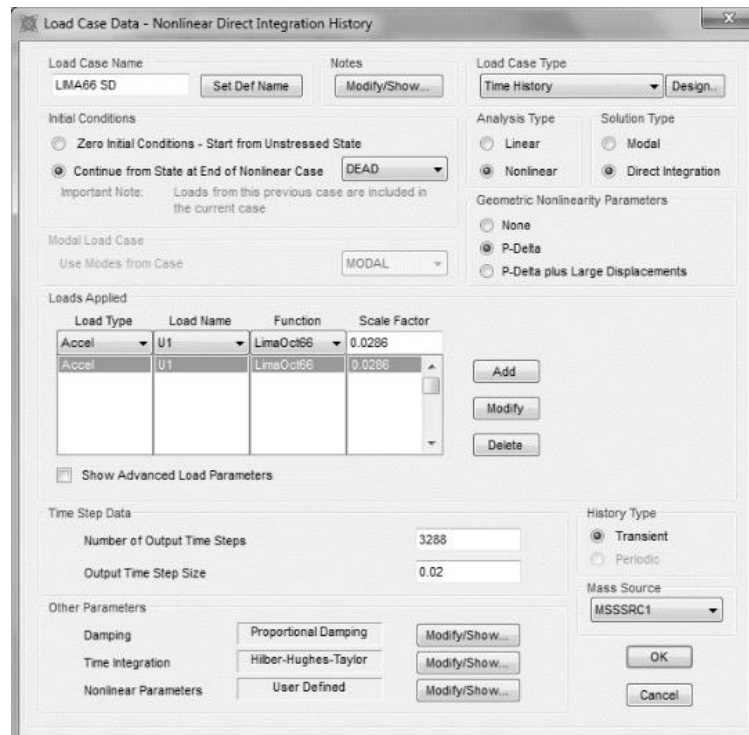 Load Case Data - Nonlinear Direct Integration History
Load Case Name
Notes
Load Case Type
LIMA66 SD
Set Def Name
Modify/Show...
Time History
Design..
Initial Conditions
Zero Initial Conditions - Start from Unstressed State
Continue from State at End of Nonlinear Case
DEAD
Important Note: Loads from this previous case are included in
the current case
Analysis Type
Linear
Nonlinear
Solution Type
Modal
Direct Integration
Geometric Nonlinearity Parameters
None
P-Delta
P-Delta plus Large Displacements
Modal Load Case
Use Modes from Case
MODAL
Loads Applied
Load Type Load Name Function Scale Factor
Accel U1 LimaOct66 0.0286
Accel U1 LimaOct66 0.0286
Add
Modify
Delete
Show Advanced Load Parameters
Time Step Data
Number of Output Time Steps 3288
Output Time Step Size 0.02
History Type
Transient
Periodic
Mass Source
MSSSRC1
Other Parameters
Damping Proportional Damping Modify/Show...
Time Integration Hilber-Hughes-Taylor Modify/Show...
Nonlinear Parameters User Defined Modify/Show...
OK
Cancel